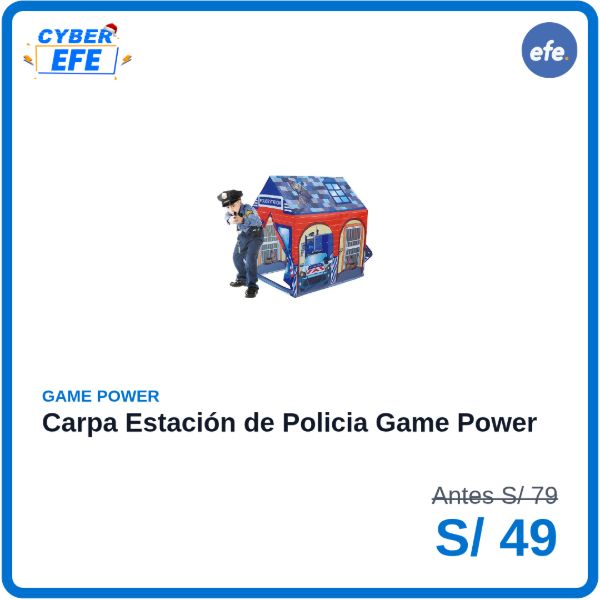 CYBER
EFE
efe.
GAME POWER
Carpa Estación de Policia Game Power
Antes S/ 79
S/ 49